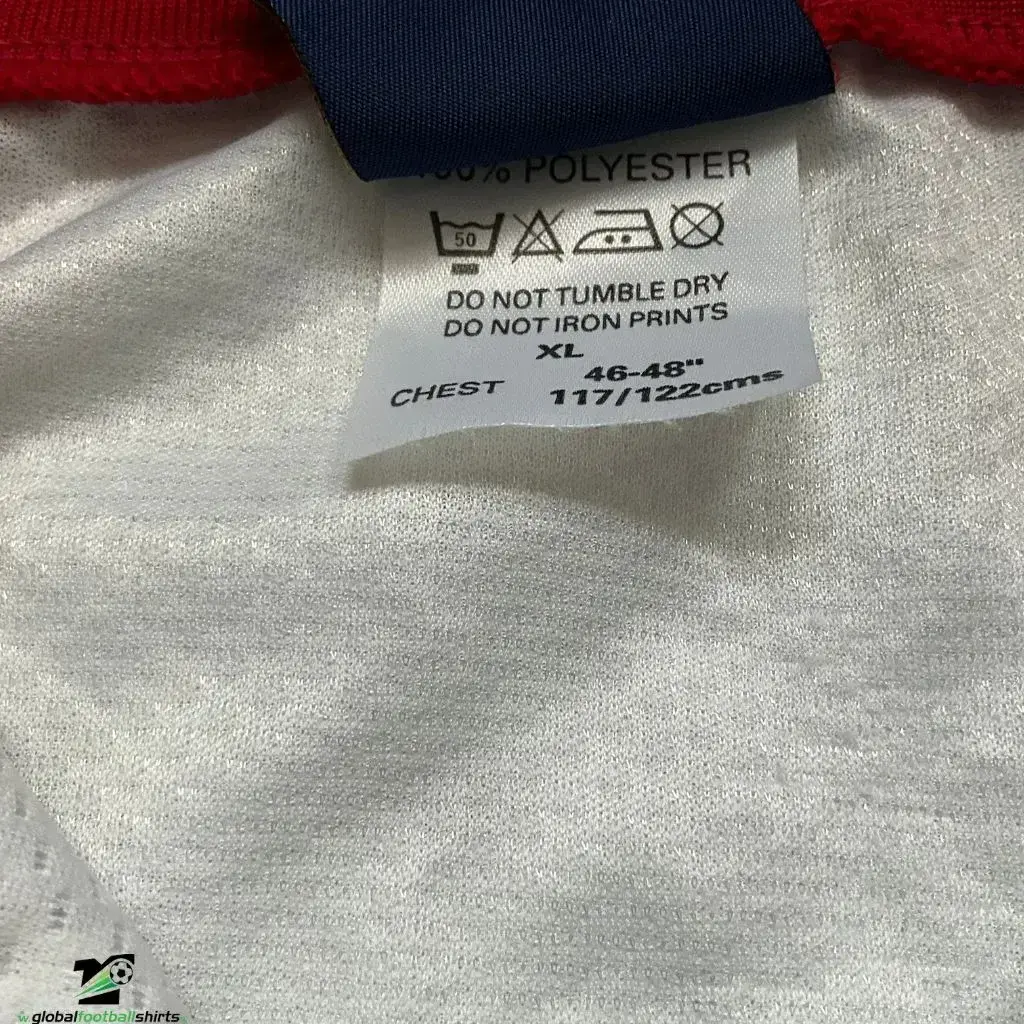 POLYESTER
50
DO NOT TUMBLE DRY
DO NOT IRON PRINTS
XL
46-48"
CHEST 117/122cms
globalfootballshirts